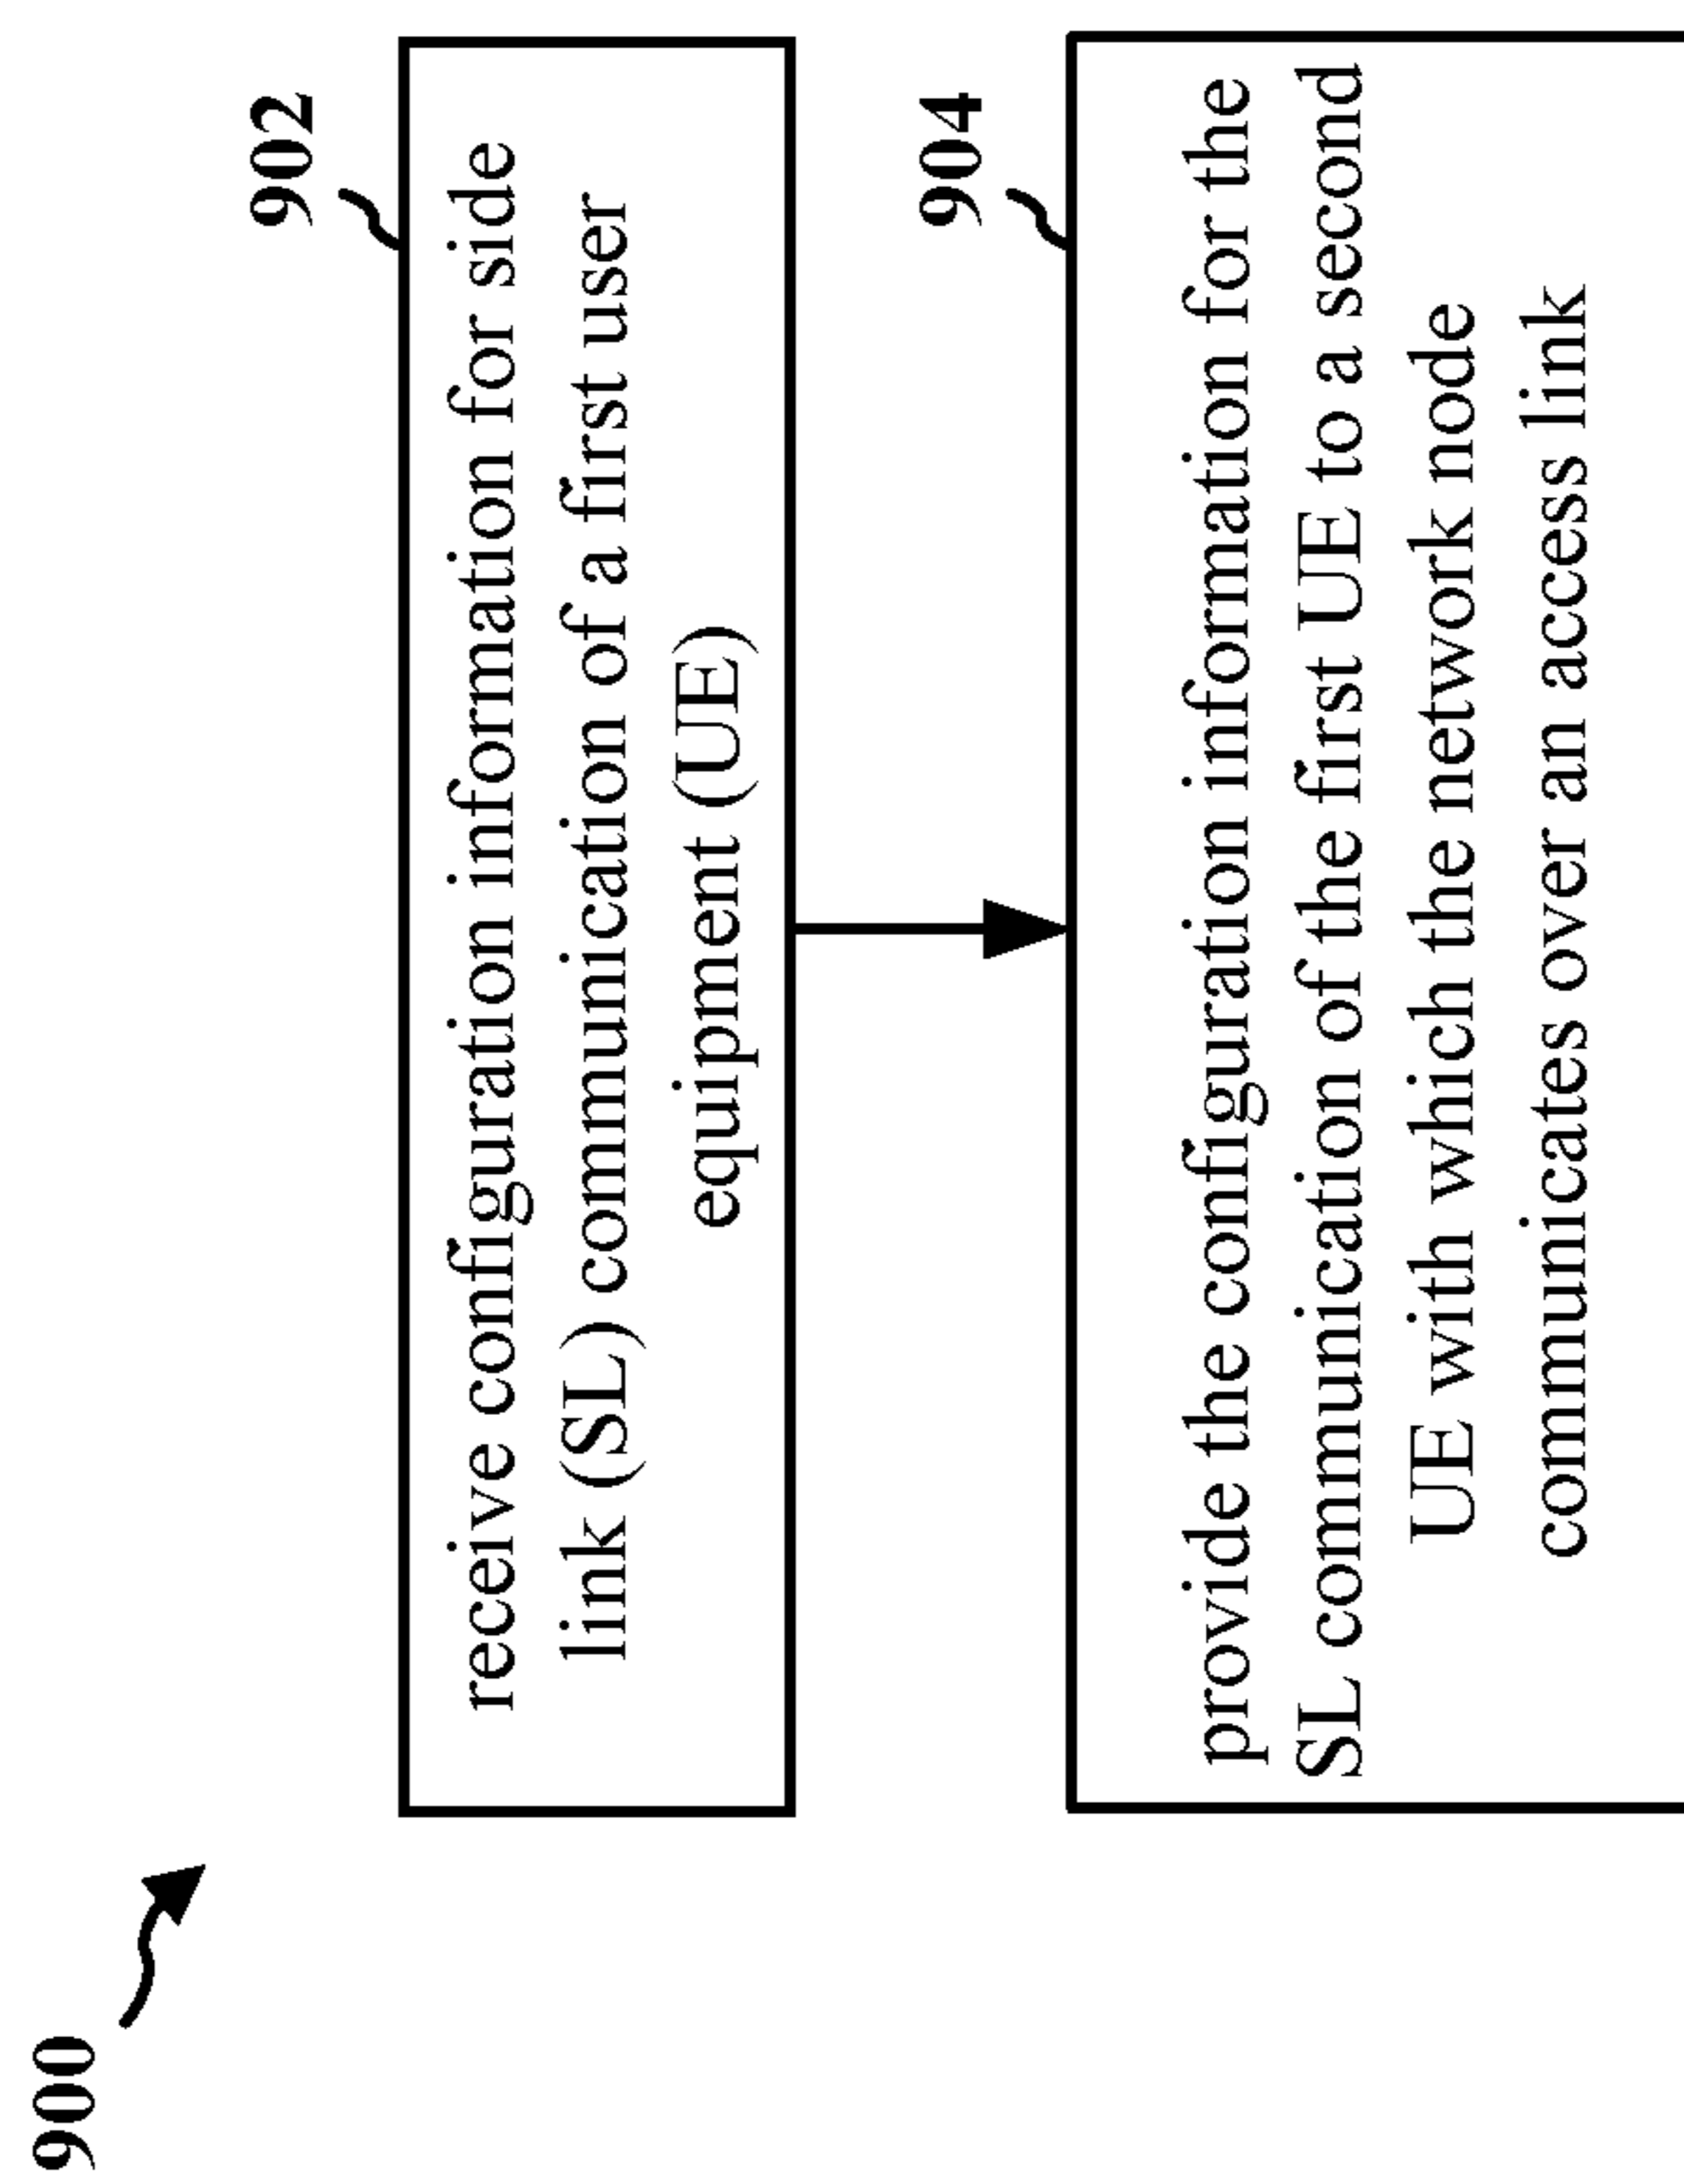 900
902
receive configuration information for side
link (SL) communication of a first user
equipment (UE)
904
provide the configuration information for the
SL communication of the first UE to a second
UE with which the network node
communicates over an access link